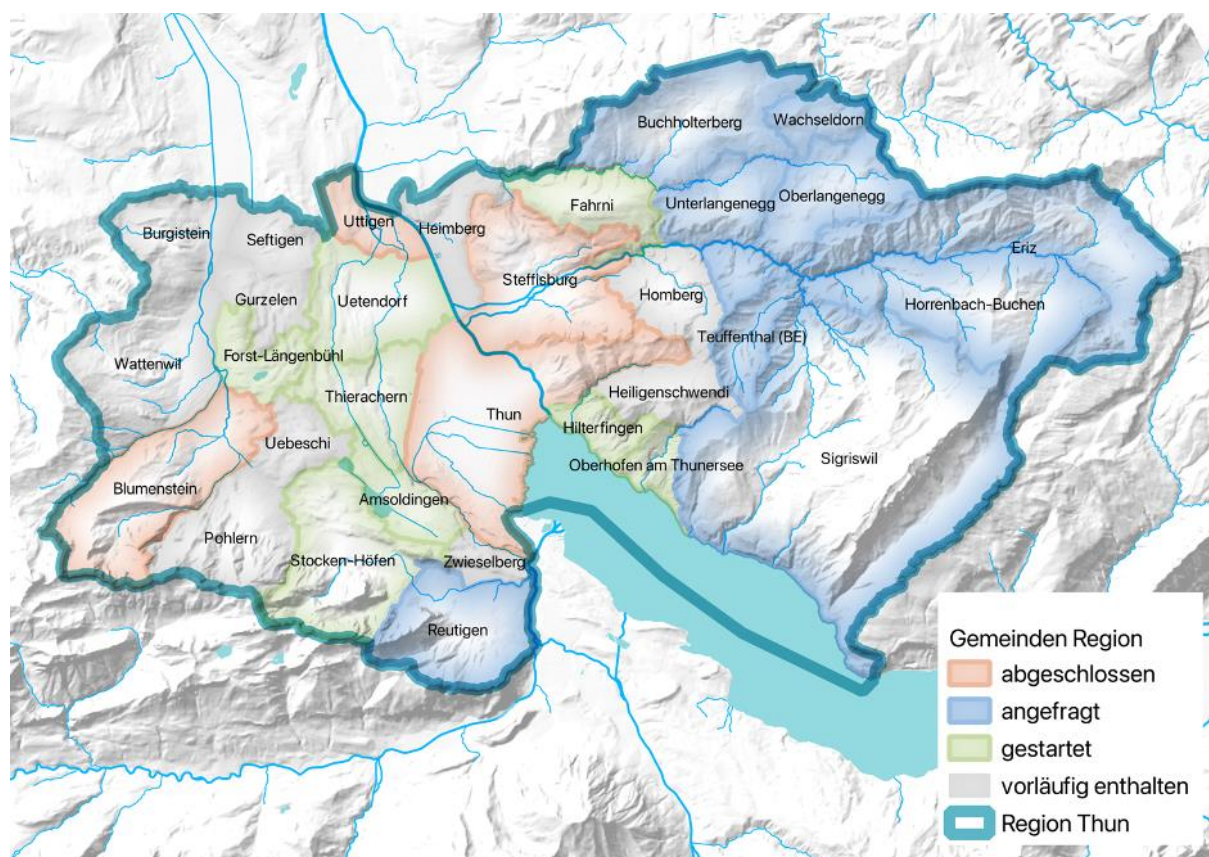 Buchholterberg
Wachseldorn
Fahrni
Unterlangenegg
Oberlangenegg
Uttigen
Heimberg
Burgistein
Seftigen
Eriz
Steffisburg
Gurzelen
Uetendorf
Homberg
Horrenbach-Buchen
Teuffenthal (BE)
Forst-Längenbühl
Wattenwil
Heiligenschwendi
Thierachern
Thun
Hilterfingen
Uebeschi
Sigriswil
Oberhofen am Thunersee
Blumenstein
Amsoldingen
Pohlern
Stocken-Höfen
Zwieselberg
Reutigen
Gemeinden Region
abgeschlossen
angefragt
gestartet
vorläufig enthalten
Region Thun